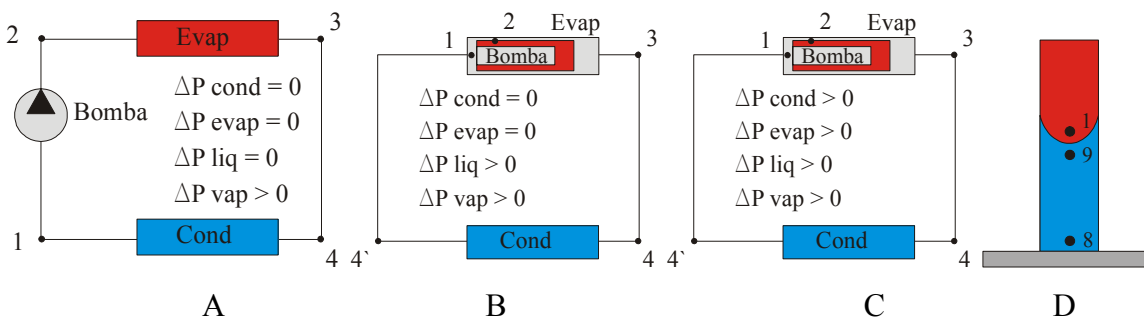 2
Evap
3
Bomba
ΔP cond = 0
ΔP evap = 0
ΔP liq = 0
ΔP vap > 0
1
Cond
4
A
2
Evap
1
3
Bomba
ΔP cond = 0
ΔP evap = 0
ΔP liq > 0
ΔP vap > 0
Cond
4`
4
B
2
Evap
1
3
Bomba
ΔP cond > 0
ΔP evap > 0
ΔP liq > 0
ΔP vap > 0
Cond
4`
4
C
1
9
8
D